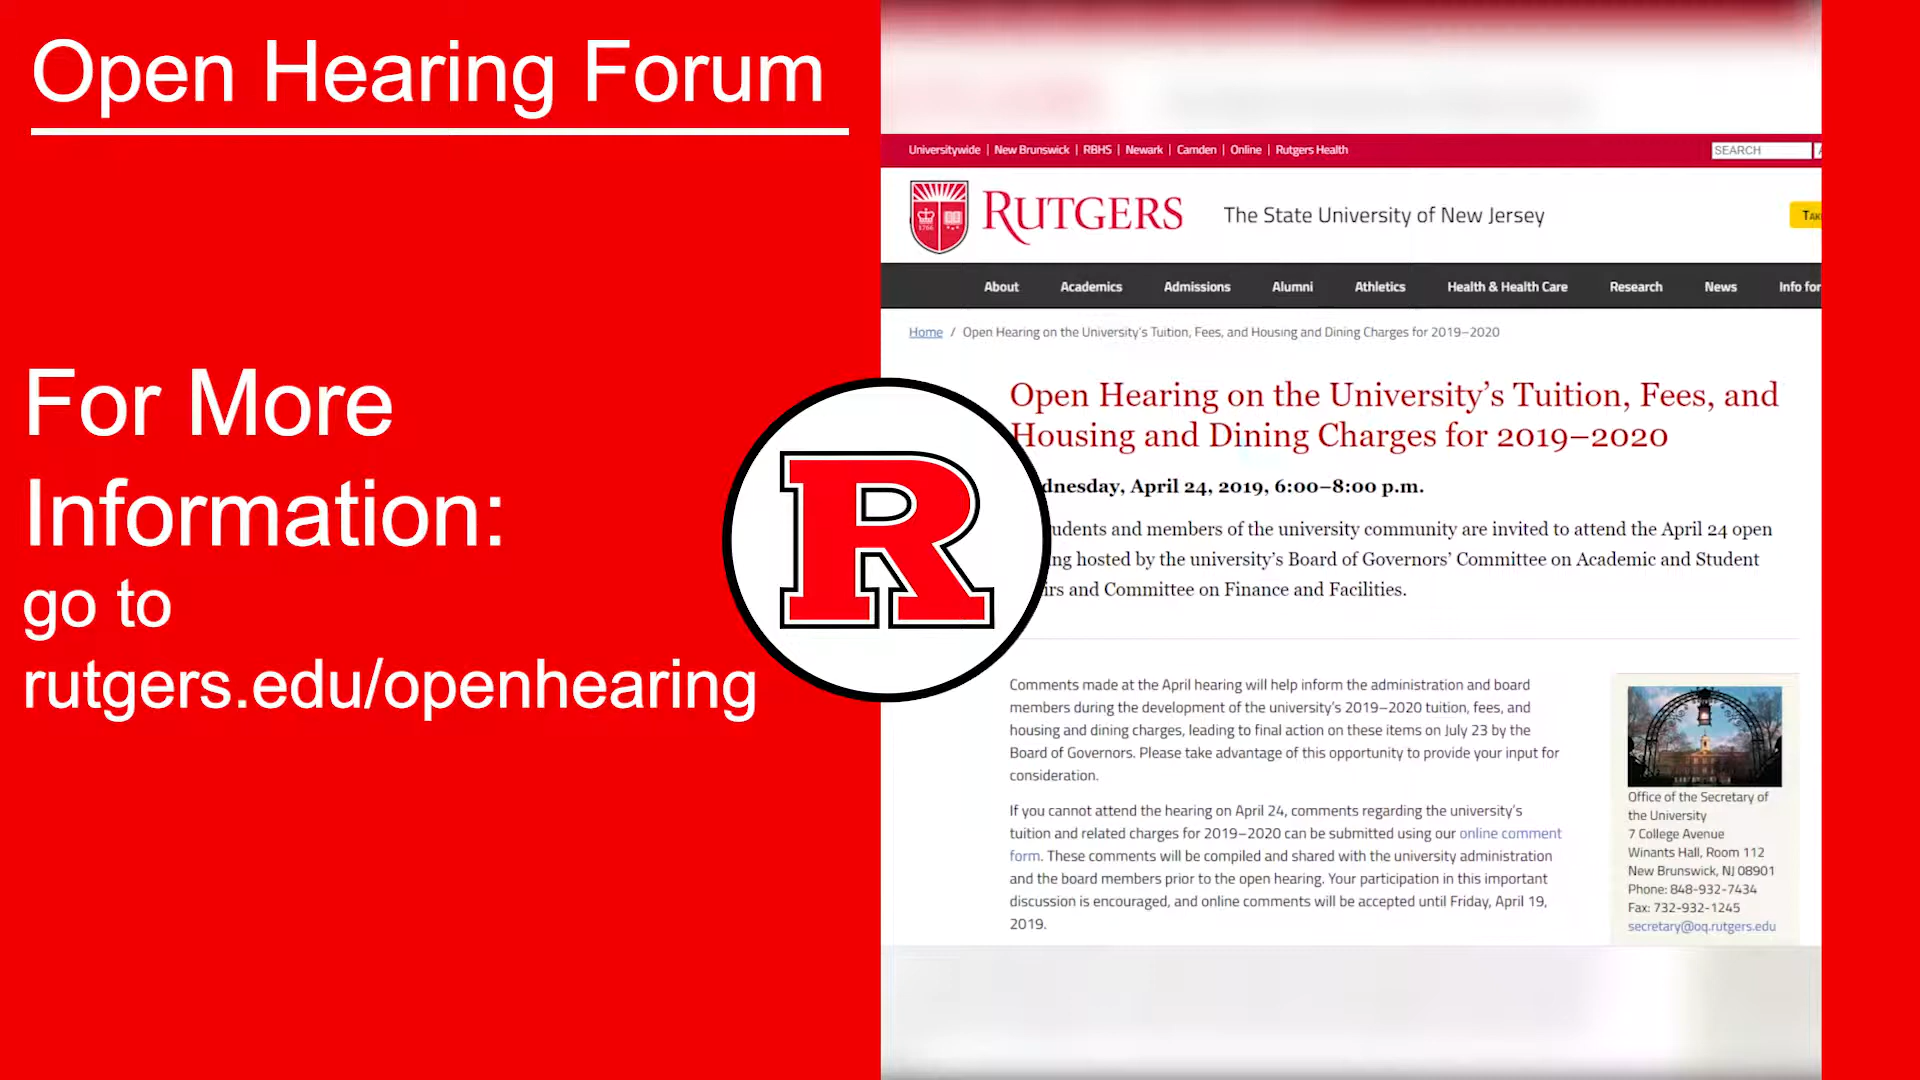 Open Hearing Forum
For More
Information:
go to
rutgers.edu/openhearing
R
Universitywide | New Brunswick | RBHS | Newark | Camden | Online | Rutgers Health
SEARCH
1766
RUTGERS
The State University of New Jersey
About Academics Admissions Alumni Athletics Health & Health Care Research News Info for
Home / Open Hearing on the University's Tuition, Fees, and Housing and Dining Charges for 2019–2020
Open Hearing on the University's Tuition, Fees, and
Housing and Dining Charges for 2019–2020
dnesday, April 24, 2019, 6:00–8:00 p.m.
udents and members of the university community are invited to attend the April 24 open
ng hosted by the university's Board of Governors' Committee on Academic and Student
irs and Committee on Finance and Facilities.
Comments made at the April hearing will help inform the administration and board
members during the development of the university's 2019–2020 tuition, fees, and
housing and dining charges, leading to final action on these items on July 23 by the
Board of Governors. Please take advantage of this opportunity to provide your input for
consideration.
If you cannot attend the hearing on April 24, comments regarding the university's
tuition and related charges for 2019–2020 can be submitted using our online comment
form. These comments will be compiled and shared with the university administration
and the board members prior to the open hearing. Your participation in this important
discussion is encouraged, and online comments will be accepted until Friday, April 19,
2019.
Office of the Secretary of
the University
7 College Avenue
Winants Hall, Room 112
New Brunswick, NJ 08901
Phone: 848-932-7434
Fax: 732-932-1245
secretary@oq.rutgers.edu